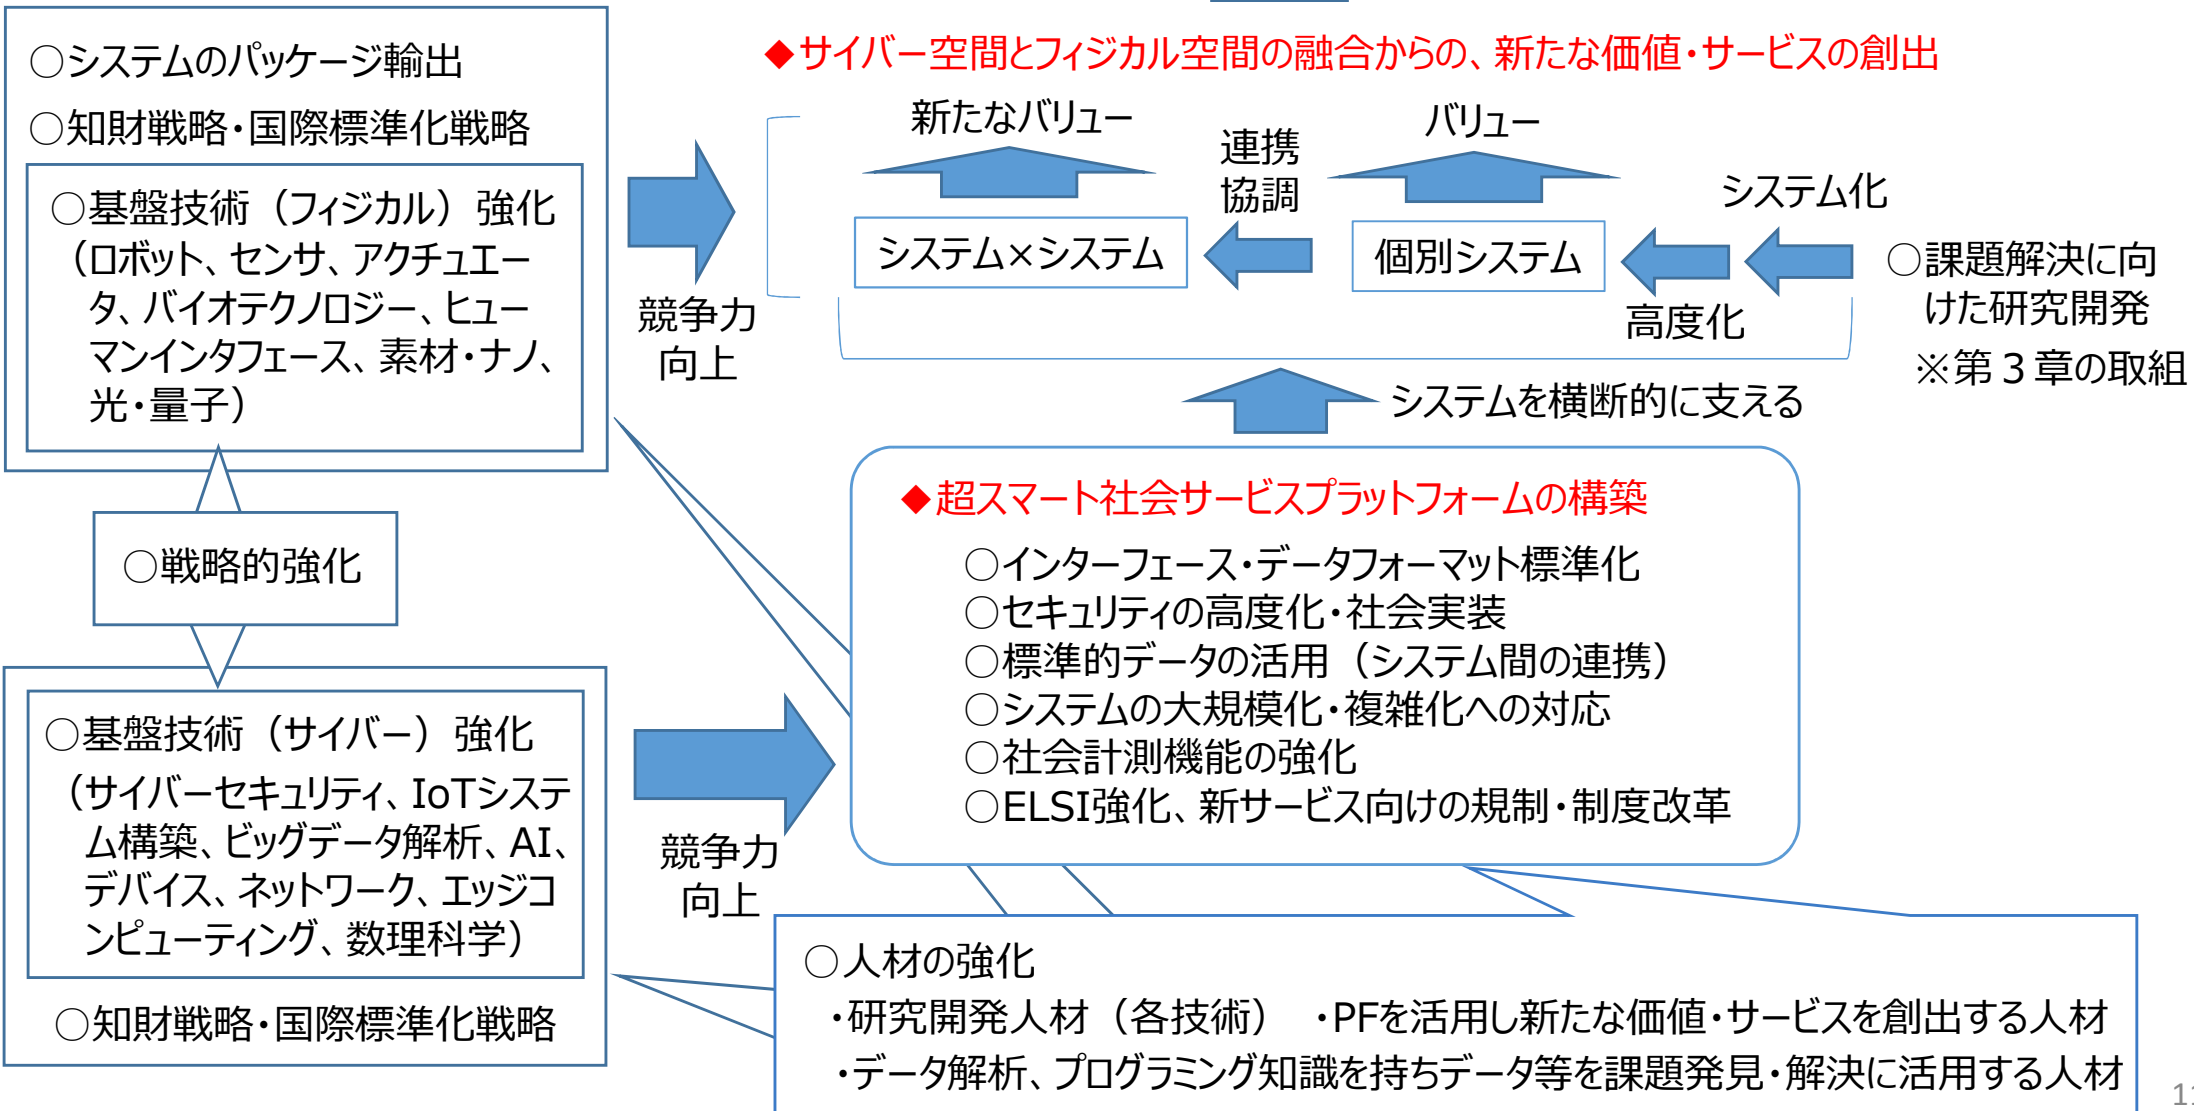 ○システムのパッケージ輸出
○知財戦略・国際標準化戦略
○基盤技術（フィジカル）強化
（ロボット、センサ、アクチュエー
タ、バイオテクノロジー、ヒュー
マンインタフェース、素材・ナノ、
光・量子）
○戦略的強化
○基盤技術（サイバー）強化
（サイバーセキュリティ、IoTシステ
ム構築、ビッグデータ解析、AI、
デバイス、ネットワーク、エッジコ
ンピューティング、数理科学）
○知財戦略・国際標準化戦略
競争力
向上
競争力
向上
◆サイバー空間とフィジカル空間の融合からの、新たな価値・サービスの創出
新たなバリュー
連携
協調
バリュー
システム化
システム×システム
個別システム
高度化
○課題解決に向
けた研究開発
※第３章の取組
システムを横断的に支える
◆超スマート社会サービスプラットフォームの構築
○インターフェース・データフォーマット標準化
○セキュリティの高度化・社会実装
○標準的データの活用（システム間の連携）
○システムの大規模化・複雑化への対応
○社会計測機能の強化
○ELSI強化、新サービス向けの規制・制度改革
○人材の強化
・研究開発人材（各技術）　・PFを活用し新たな価値・サービスを創出する人材
・データ解析、プログラミング知識を持ちデータ等を課題発見・解決に活用する人材